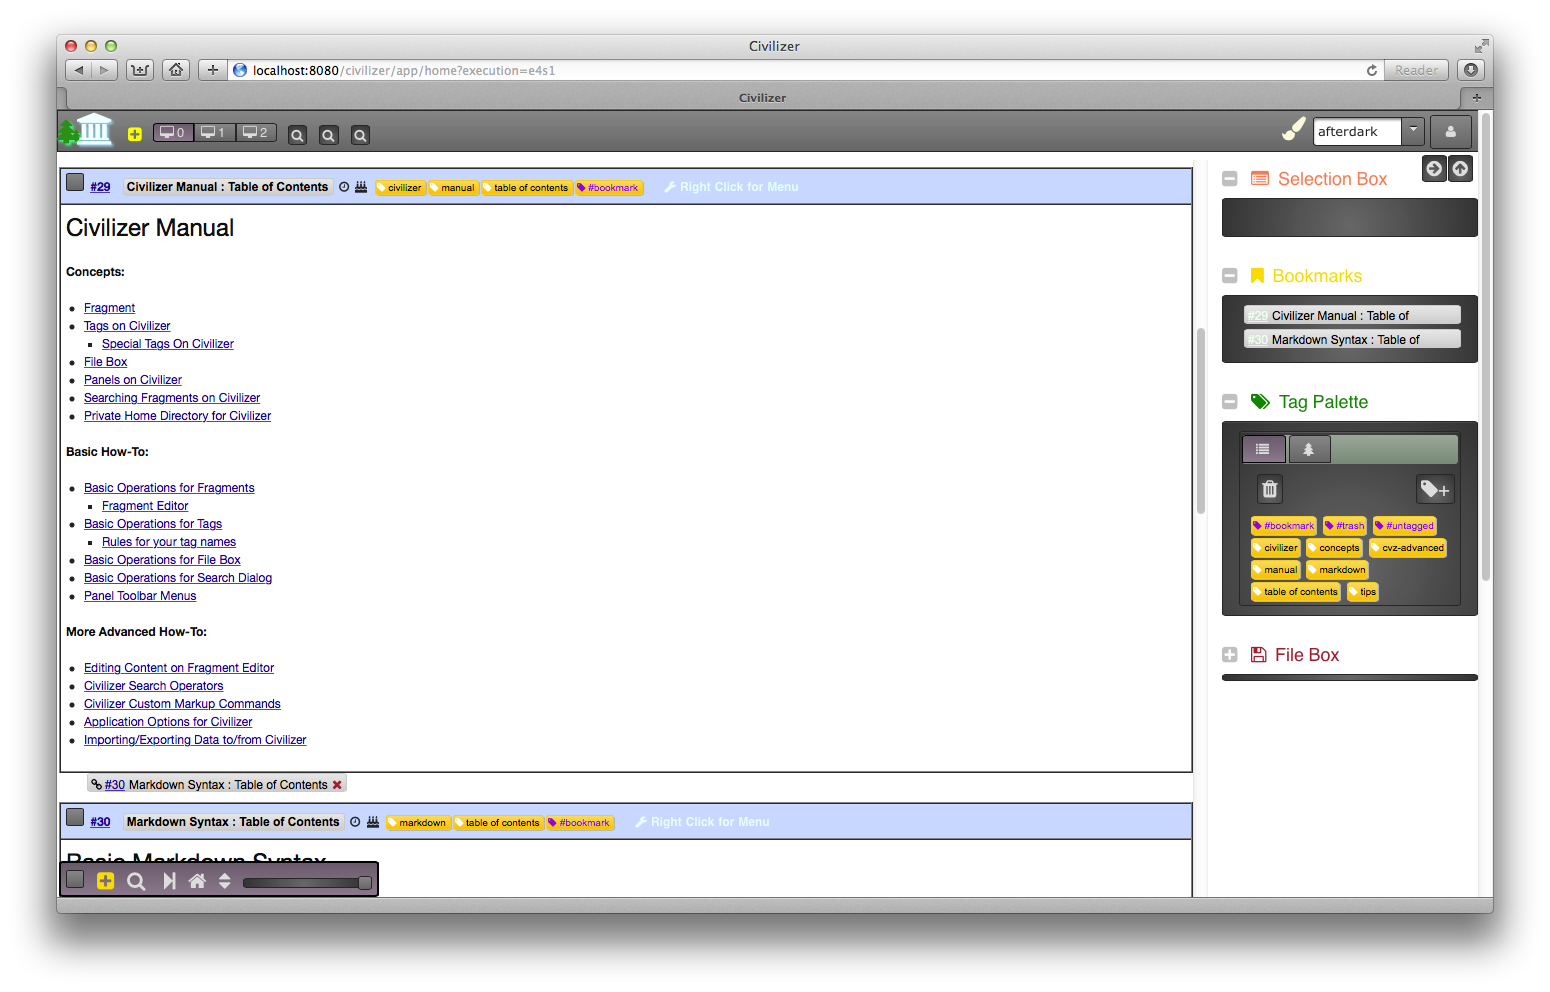 Civilizer
localhost:8080/civilizer/app/home?execution=e4s1
Reader
Civilizer
0 1 2
afterdark
#29 Civilizer Manual : Table of Contents civilizer manual table of contents #bookmark Right Click for Menu
Civilizer Manual
Concepts:
Fragment
Tags on Civilizer
Special Tags On Civilizer
File Box
Panels on Civilizer
Searching Fragments on Civilizer
Private Home Directory for Civilizer
Basic How-To:
Basic Operations for Fragments
Fragment Editor
Basic Operations for Tags
Rules for your tag names
Basic Operations for File Box
Basic Operations for Search Dialog
Panel Toolbar Menus
More Advanced How-To:
Editing Content on Fragment Editor
Civilizer Search Operators
Civilizer Custom Markup Commands
Application Options for Civilizer
Importing/Exporting Data to/from Civilizer
#30 Markdown Syntax : Table of Contents
#30 Markdown Syntax : Table of Contents markdown table of contents #bookmark Right Click for Menu
Basic Markdown Syntax
Selection Box
Bookmarks
#29 Civilizer Manual : Table of
#30 Markdown Syntax : Table of
Tag Palette
#bookmark #trash #untagged
civilizer concepts cvz-advanced
manual markdown
table of contents tips
File Box